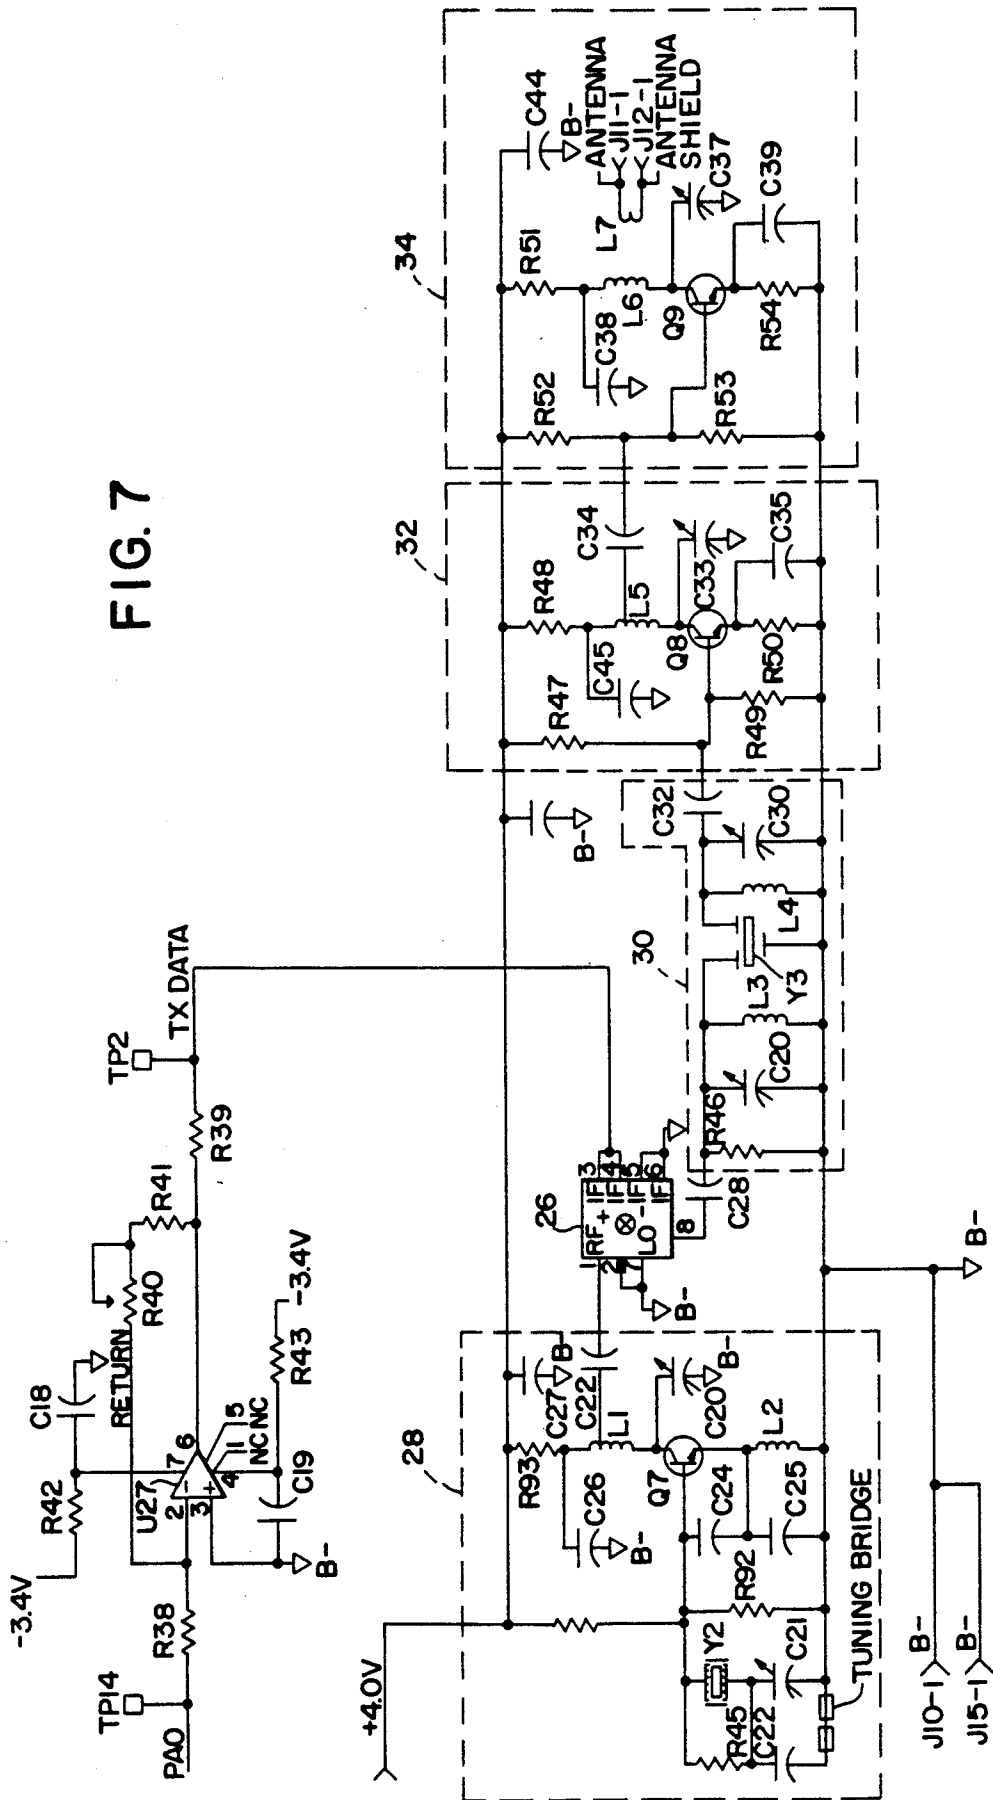 FIG. 7
-3.4V
R42
C18
RETURN
R40
R41
TP2
TX DATA
TP14
PAO
R38
U27
2
3
7
6
-
+
4
1
5
NC NC
C19
B-
R43
-3.4V
R39
+4.0V
28
R93
C27
B-
C26
B-
C22
L1
Q7
C20
B-
C24
C25
L2
R92
Y2
R45
C22
C21
TUNING BRIDGE
J10-1
B-
J15-1
B-
B-
26
1
RF
+
IF
3
IF
4
2
7
LO
-
IF
5
IF
6
8
B-
C28
R46
C20
L3
Y3
L4
C30
C32
30
B-
32
R47
R48
C45
L5
C34
Q8
C33
R49
R50
C35
34
R52
R51
C38
L6
L7
C44
B-
ANTENNA
J11-1
J12-1
ANTENNA
SHIELD
C37
Q9
R53
R54
C39